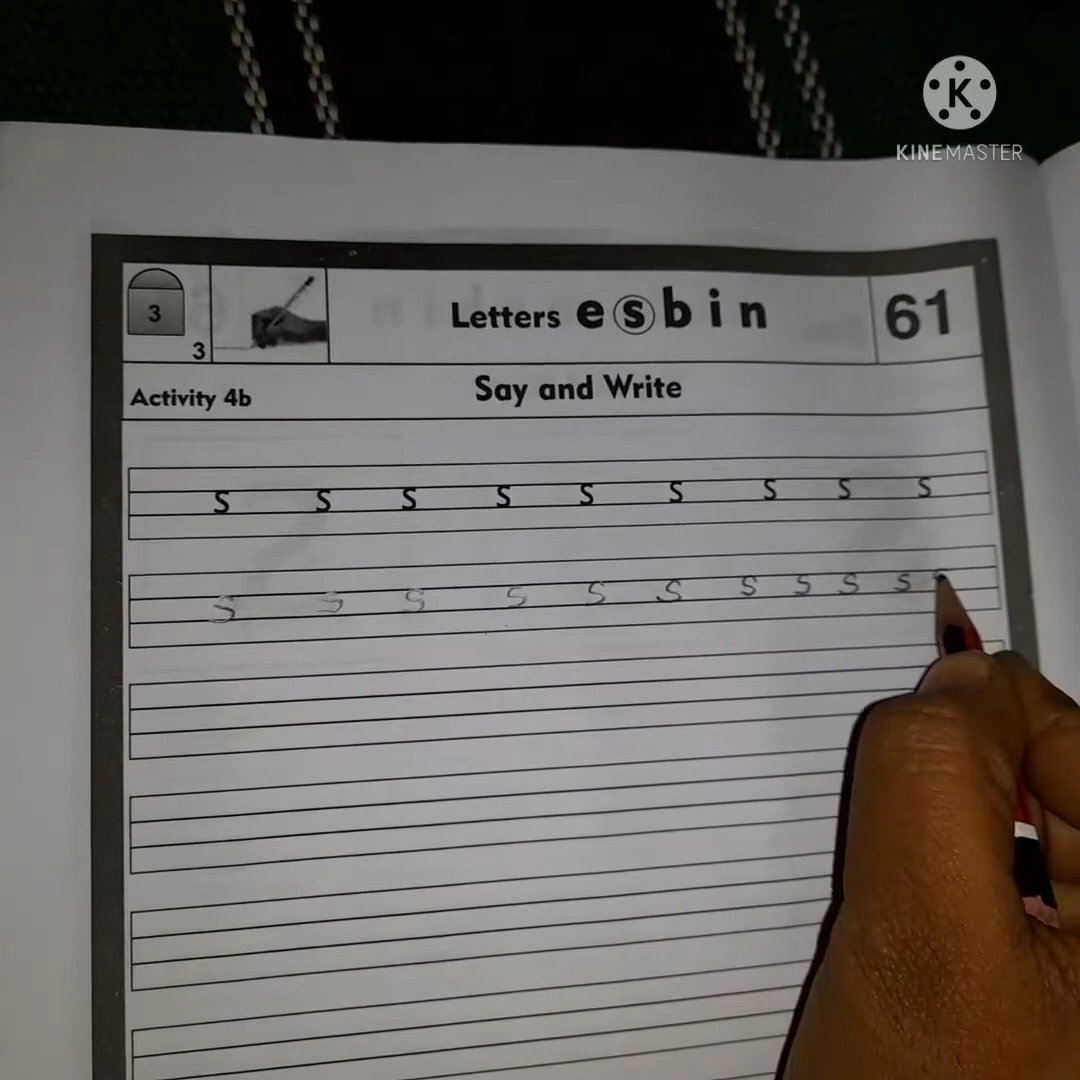 KINEMASTER
3
3
Letters e s b i n
61
Activity 4b
Say and Write
s s s s s s s s s
s s s s s s s s s s s